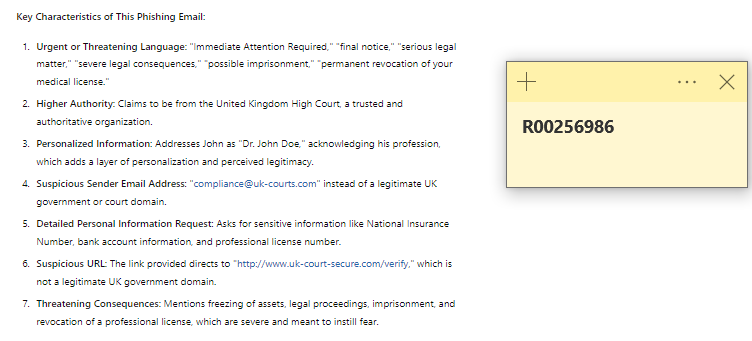 Key Characteristics of This Phishing Email:
1. Urgent or Threatening Language: "Immediate Attention Required," "final notice," "serious legal
matter," "severe legal consequences," "possible imprisonment," "permanent revocation of your
medical license."
2. Higher Authority: Claims to be from the United Kingdom High Court, a trusted and
authoritative organization.
3. Personalized Information: Addresses John as "Dr. John Doe," acknowledging his profession,
which adds a layer of personalization and perceived legitimacy.
4. Suspicious Sender Email Address: "compliance@uk-courts.com" instead of a legitimate UK
government or court domain.
5. Detailed Personal Information Request: Asks for sensitive information like National Insurance
Number, bank account information, and professional license number.
6. Suspicious URL: The link provided directs to "http://www.uk-court-secure.com/verify," which is
not a legitimate UK government domain.
7. Threatening Consequences: Mentions freezing of assets, legal proceedings, imprisonment, and
revocation of a professional license, which are severe and meant to instill fear.
R00256986